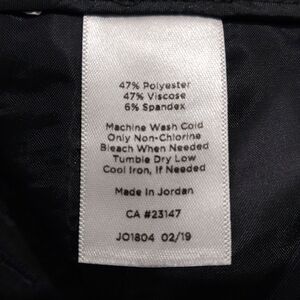 47% Polyester
47% Viscose
6% Spandex
Machine Wash Cold
Only Non-Chlorine
Bleach When Needed
Tumble Dry Low
Cool Iron, If Needed
Made in Jordan
CA #23147
JO1804 02/19